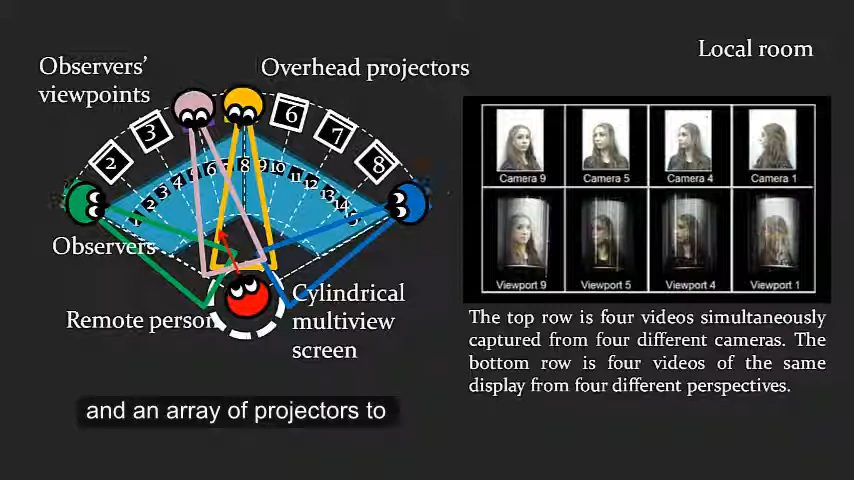 Local room
Observers'
viewpoints
Overhead projectors
2
3
6
7
8
2
3
4
6
8
9
10
11
12
13
14
Observers
Remote person
Cylindrical
multiview
screen
Camera 9
Camera 5
Camera 4
Camera 1
Viewport 9
Viewport 5
Viewport 4
Viewport 1
The top row is four videos simultaneously
captured from four different cameras. The
bottom row is four videos of the same
display from four different perspectives.
and an array of projectors to